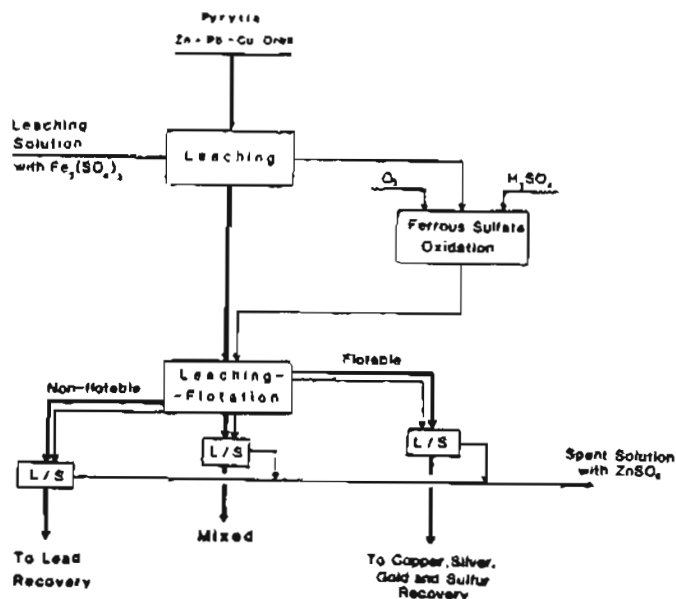 Pyrytic
Zn - Pb - Cu Ores
Leaching
Solution
with Fe₂(SO₄)₃
Leaching
O₂
H₂SO₄
Ferrous Sulfate
Oxidation
Flotable
Non-flotable
Leaching-
-Flotation
L/S
L/S
L/S
Spent Solution
with ZnSO₄
To Lead
Recovery
Mixed
To Copper, Silver,
Gold and Sulfur
Recovery